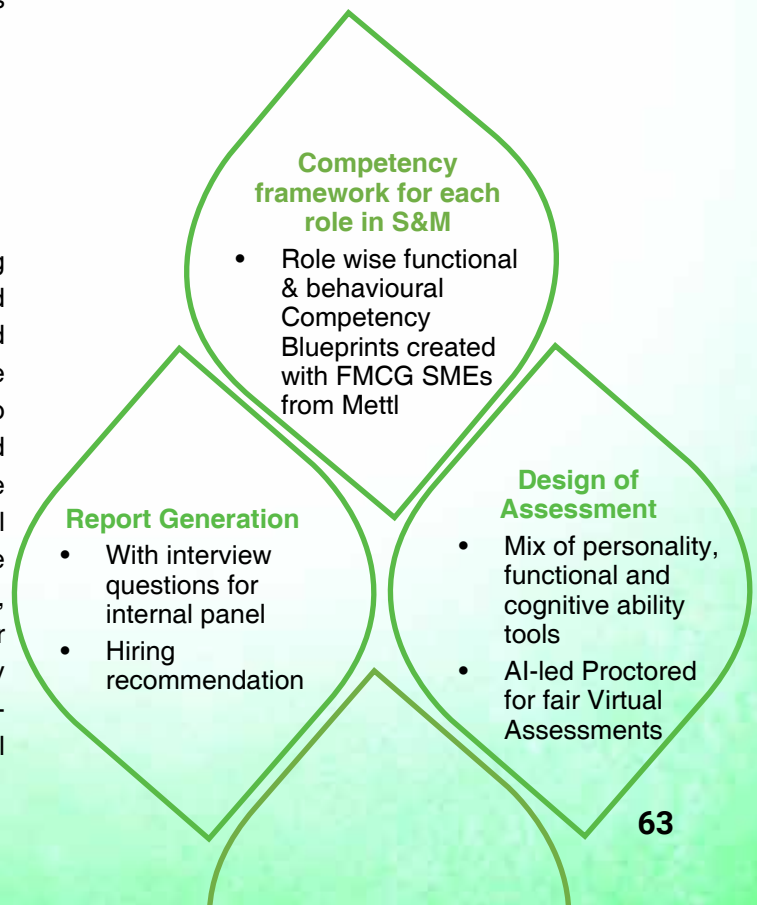 Competency
framework for each
role in S&M
• Role wise functional
& behavioural
Competency
Blueprints created
with FMCG SMEs
from Mettl
Report Generation
• With interview
questions for
internal panel
• Hiring
recommendation
Design of
Assessment
• Mix of personality,
functional and
cognitive ability
tools
• AI-led Proctored
for fair Virtual
Assessments
63